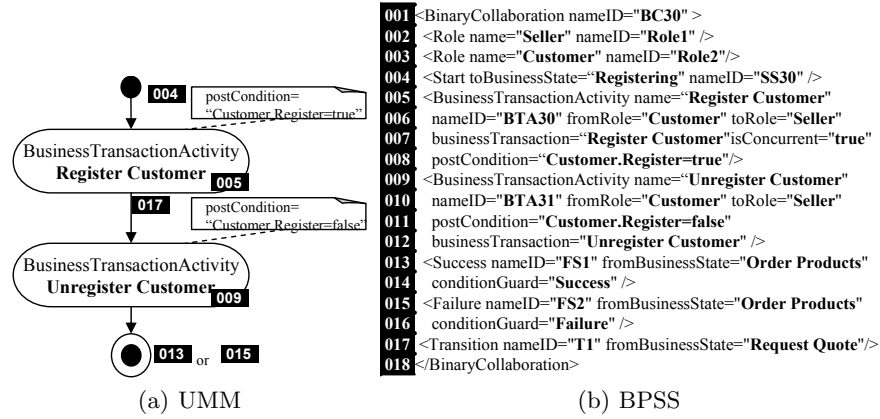 004
postCondition=
“Customer.Register=true”
BusinessTransactionActivity
Register Customer
005
017
postCondition=
“Customer.Register=false”
BusinessTransactionActivity
Unregister Customer
009
013 or 015
(a) UMM
001 <BinaryCollaboration nameID="BC30" >
002 <Role name="Seller" nameID="Role1" />
003 <Role name="Customer" nameID="Role2"/>
004 <Start toBusinessState=“Registering" nameID="SS30" />
005 <BusinessTransactionActivity name=“Register Customer"
006 nameID="BTA30" fromRole="Customer" toRole="Seller"
007 businessTransaction=“Register Customer"isConcurrent="true"
008 postCondition=“Customer.Register=true"/>
009 <BusinessTransactionActivity name=“Unregister Customer"
010 nameID="BTA31" fromRole="Customer" toRole="Seller"
011 postCondition="Customer.Register=false"
012 businessTransaction="Unregister Customer" />
013 <Success nameID="FS1" fromBusinessState="Order Products"
014 conditionGuard="Success" />
015 <Failure nameID="FS2" fromBusinessState="Order Products"
016 conditionGuard="Failure" />
017 <Transition nameID="T1" fromBusinessState="Request Quote"/>
018 </BinaryCollaboration>
(b) BPSS